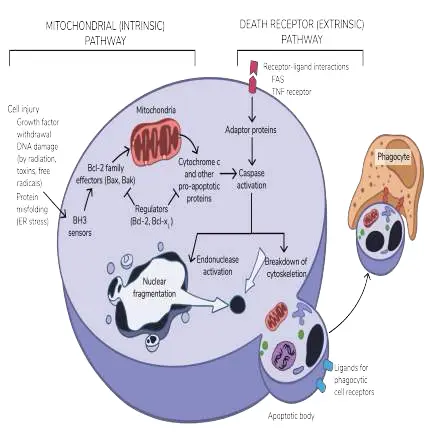 MITOCHONDRIAL (INTRINSIC)
PATHWAY
DEATH RECEPTOR (EXTRINSIC)
PATHWAY
Receptor-ligand interactions
FAS
TNF receptor
Cell injury
Growth factor
withdrawal
DNA damage
(by radiation,
toxins, free
radicals)
Protein
misfolding
(ER stress)
Mitochondria
Adaptor proteins
Phagocyte
Bcl-2 family
effectors (Bax, Bak)
Cytochrome c
and other
pro-apoptotic
proteins
Caspase
activation
BH3
sensors
Regulators
(Bcl-2, Bcl-xL)
Endonuclease
activation
Breakdown of
cytoskeletion
Nuclear
fragmentation
Ligands for
phagocytic
cell receptors
Apoptotic body